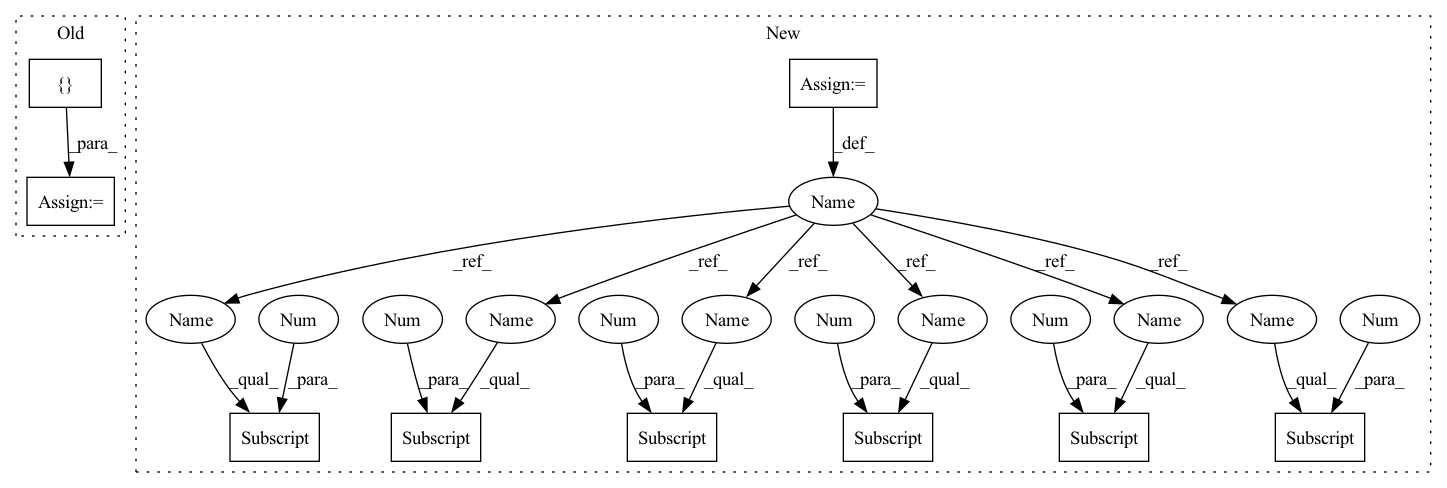 Old
New
{}
Assign:=
_para_
_def_
Assign:=
Name
_ref_
_ref_
_ref_
_ref_
_ref_
_ref_
Name
Num
Num
Name
Num
Name
Num
Name
Num
Name
Name
Num
_qual_
_para_
_para_
_qual_
_para_
_qual_
_para_
_qual_
_para_
_qual_
_qual_
_para_
Subscript
Subscript
Subscript
Subscript
Subscript
Subscript